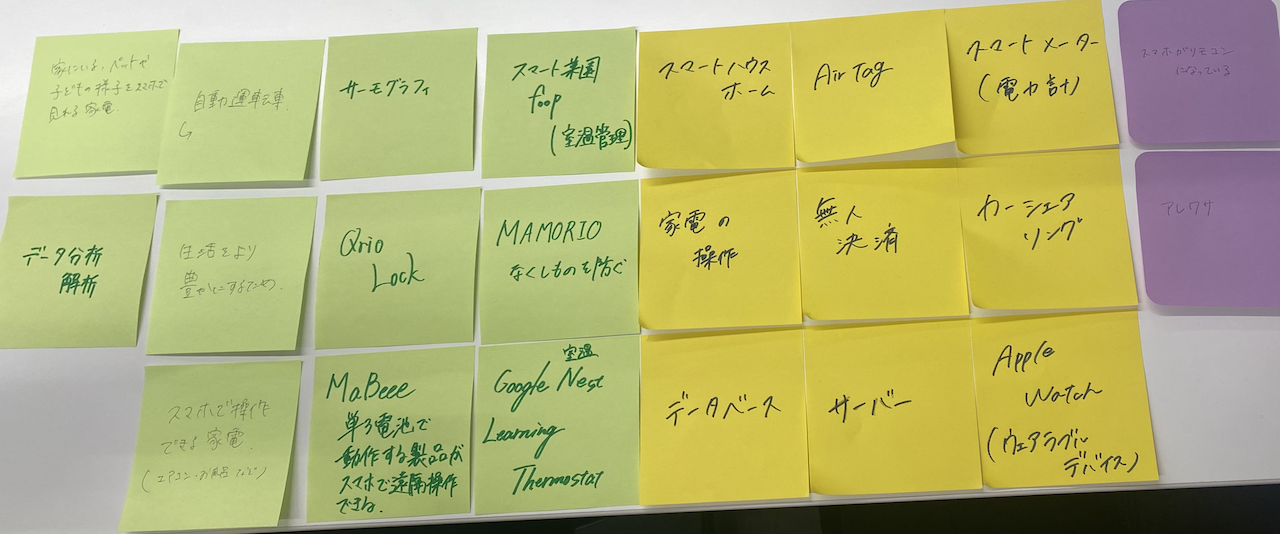 家にいる、ペットや
子どもの様子をスマホで
見れる家電
自動運転車
サーモグラフィ
スマート菜園
foop
(室温管理)
スマートハウス
ホーム
Air Tag
スマートメーター
(電力計)
スマホがリモコン
になっている
データ分析
解析
生活をより
豊かにするため.
Qrio
Lock
MAMORIO
なくしものを防ぐ
家電の
操作
無人
決済
カーシェア
リング
アレクサ
スマホで操作
できる家電
(エアコン・お風呂など)
MaBeee
単3電池で
動作する製品が
スマホで遠隔操作
できる.
室温
Google Nest
Learning
Thermostat
データベース
サーバー
Apple
Watch
(ウェアラブル
デバイス)